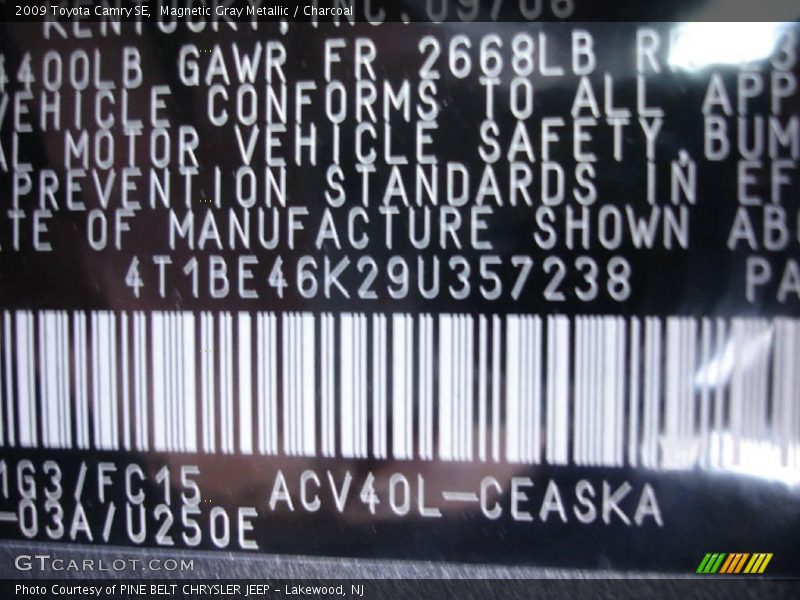 2009 Toyota Camry SE, Magnetic Gray Metallic / Charcoal
KENTUCKY, INC. 09/08
4400LB GAWR FR 2668LB R
VEHICLE CONFORMS TO ALL APP
AL MOTOR VEHICLE SAFETY, BUM
PREVENTION STANDARDS IN EF
ATE OF MANUFACTURE SHOWN AB
4T1BE46K29U357238 PA
1G3/FC15 ACV40L-CEASKA
-03A/U250E
GTCARLOT.COM
Photo Courtesy of PINE BELT CHRYSLER JEEP - Lakewood, NJ